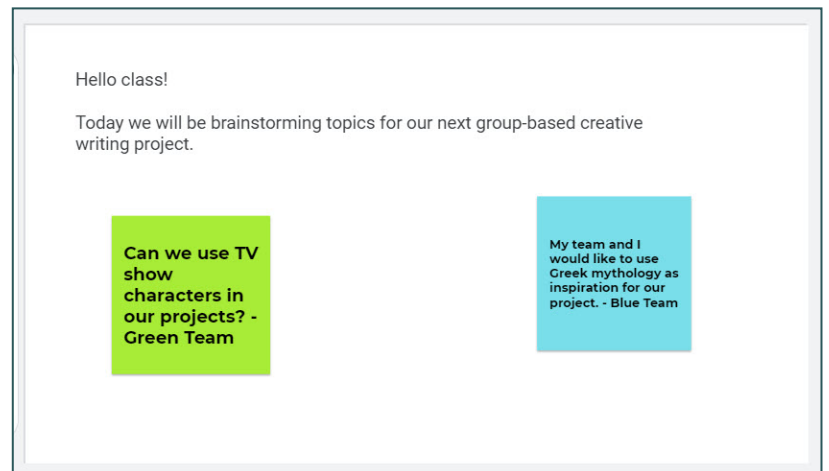 Hello class!
Today we will be brainstorming topics for our next group-based creative
writing project.
Can we use TV
show
characters in
our projects? -
Green Team
My team and I
would like to use
Greek mythology as
inspiration for our
project. - Blue Team